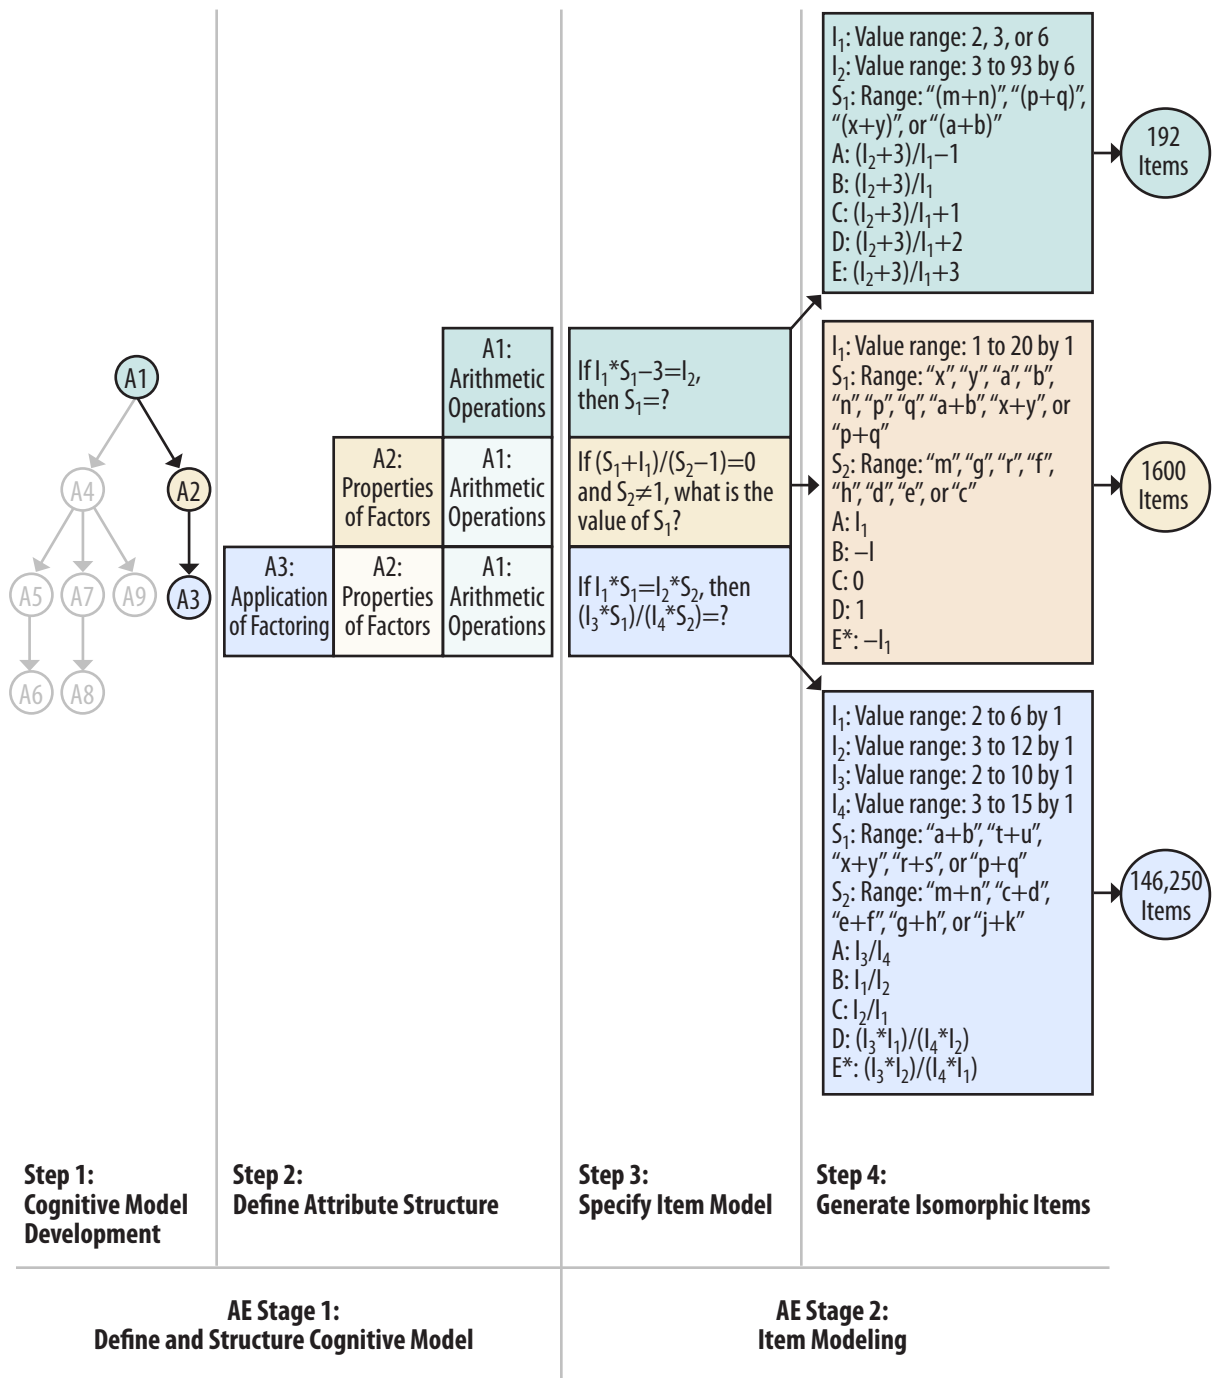 A1
A4
A2
A5
A7
A9
A3
A6
A8
A1:
Arithmetic
Operations
A2:
Properties
of Factors
A1:
Arithmetic
Operations
A3:
Application
of Factoring
A2:
Properties
of Factors
A1:
Arithmetic
Operations
If I₁*S₁–3=I₂,
then S₁=?
If (S₁+I₁)/(S₂–1)=0
and S₂≠1, what is the
value of S₁?
If I₁*S₁=I₂*S₂, then
(I₃*S₁)/(I₄*S₂)=?
I₁: Value range: 2, 3, or 6
I₂: Value range: 3 to 93 by 6
S₁: Range: “(m+n)”, “(p+q)”,
“(x+y)”, or “(a+b)”
A: (I₂+3)/I₁–1
B: (I₂+3)/I₁
C: (I₂+3)/I₁+1
D: (I₂+3)/I₁+2
E: (I₂+3)/I₁+3
192
Items
I₁: Value range: 1 to 20 by 1
S₁: Range: “x”, “y”, “a”, “b”,
“n”, “p”, “q”, “a+b”, “x+y”, or
“p+q”
S₂: Range: “m”, “g”, “r”, “f”,
“h”, “d”, “e”, or “c”
A: I₁
B: –I
C: 0
D: 1
E*: –I₁
1600
Items
I₁: Value range: 2 to 6 by 1
I₂: Value range: 3 to 12 by 1
I₃: Value range: 2 to 10 by 1
I₄: Value range: 3 to 15 by 1
S₁: Range: “a+b”, “t+u”,
“x+y”, “r+s”, or “p+q”
S₂: Range: “m+n”, “c+d”,
“e+f”, “g+h”, or “j+k”
A: I₃/I₄
B: I₁/I₂
C: I₂/I₁
D: (I₃*I₁)/(I₄*I₂)
E*: (I₃*I₂)/(I₄*I₁)
146,250
Items
Step 1:
Cognitive Model
Development
Step 2:
Define Attribute Structure
Step 3:
Specify Item Model
Step 4:
Generate Isomorphic Items
AE Stage 1:
Define and Structure Cognitive Model
AE Stage 2:
Item Modeling